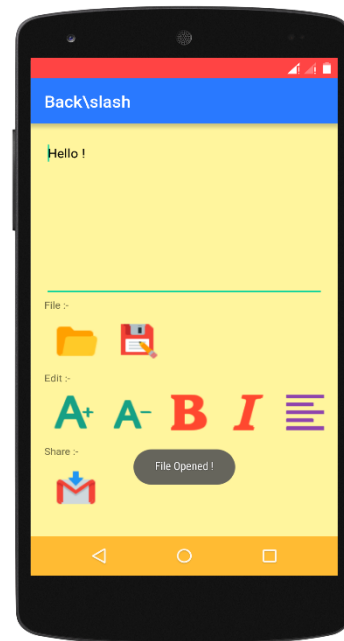 Back\slash
Hello !
File :-
Edit :-
A+ A- B I
Share :-
File Opened !